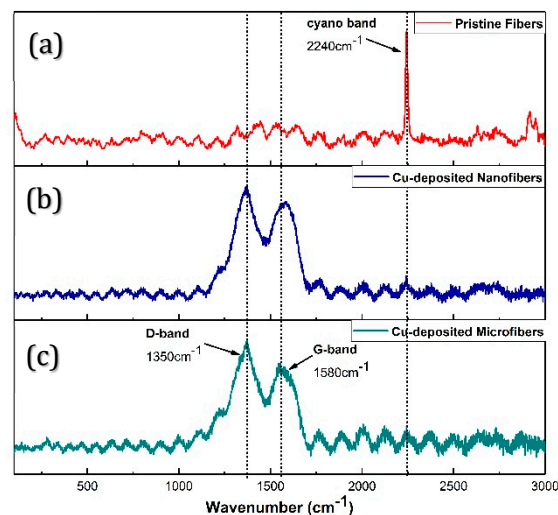 (a)
cyano band
2240cm⁻¹
Pristine Fibers
(b)
Cu-deposited Nanofibers
(c)
Cu-deposited Microfibers
D-band
1350cm⁻¹
G-band
1580cm⁻¹
500 1000 1500 2000 2500 3000
Wavenumber (cm⁻¹)